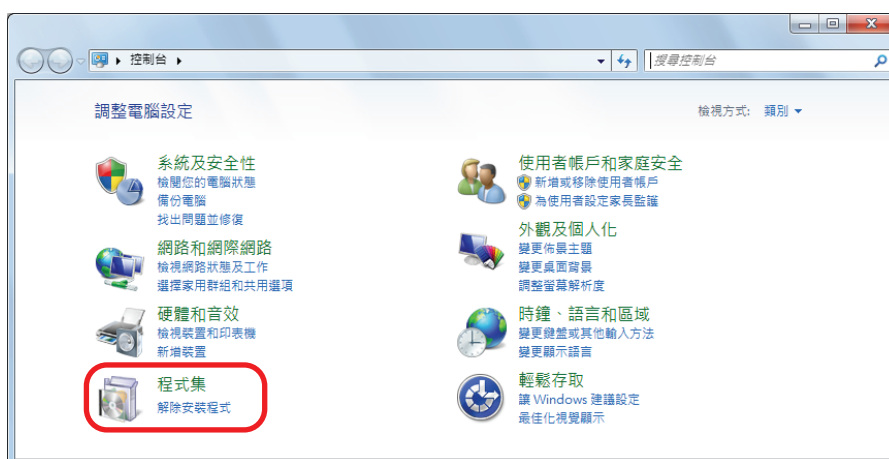 控制台
搜尋控制台
調整電腦設定
檢視方式: 類別
系統及安全性
檢閱您的電腦狀態
備份電腦
找出問題並修復
網路和網際網路
檢視網路狀態及工作
選擇家用群組和共用選項
硬體和音效
檢視裝置和印表機
新增裝置
程式集
解除安裝程式
使用者帳戶和家庭安全
新增或移除使用者帳戶
為使用者設定家長監護
外觀及個人化
變更佈景主題
變更桌面背景
調整螢幕解析度
時鐘、語言和區域
變更鍵盤或其他輸入方法
變更顯示語言
輕鬆存取
讓 Windows 建議設定
最佳化視覺顯示